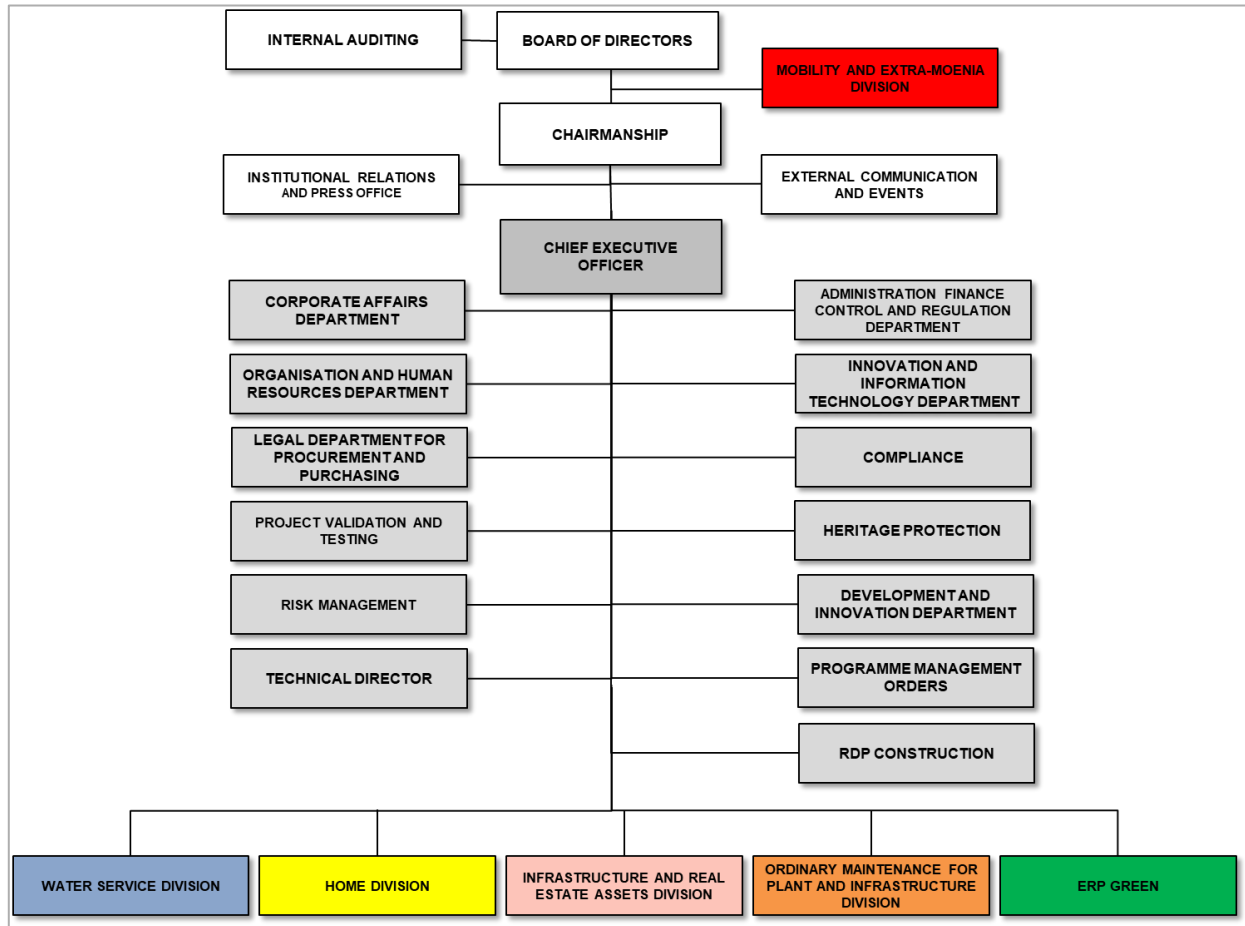 INTERNAL AUDITING
BOARD OF DIRECTORS
MOBILITY AND EXTRA-MOENIA
DIVISION
CHAIRMANSHIP
INSTITUTIONAL RELATIONS
AND PRESS OFFICE
EXTERNAL COMMUNICATION
AND EVENTS
CHIEF EXECUTIVE
OFFICER
CORPORATE AFFAIRS
DEPARTMENT
ADMINISTRATION FINANCE
CONTROL AND REGULATION
DEPARTMENT
ORGANISATION AND HUMAN
RESOURCES DEPARTMENT
INNOVATION AND
INFORMATION
TECHNOLOGY DEPARTMENT
LEGAL DEPARTMENT FOR
PROCUREMENT AND
PURCHASING
COMPLIANCE
PROJECT VALIDATION AND
TESTING
HERITAGE PROTECTION
RISK MANAGEMENT
DEVELOPMENT AND
INNOVATION DEPARTMENT
TECHNICAL DIRECTOR
PROGRAMME MANAGEMENT
ORDERS
RDP CONSTRUCTION
WATER SERVICE DIVISION
HOME DIVISION
INFRASTRUCTURE AND REAL
ESTATE ASSETS DIVISION
ORDINARY MAINTENANCE FOR
PLANT AND INFRASTRUCTURE
DIVISION
ERP GREEN